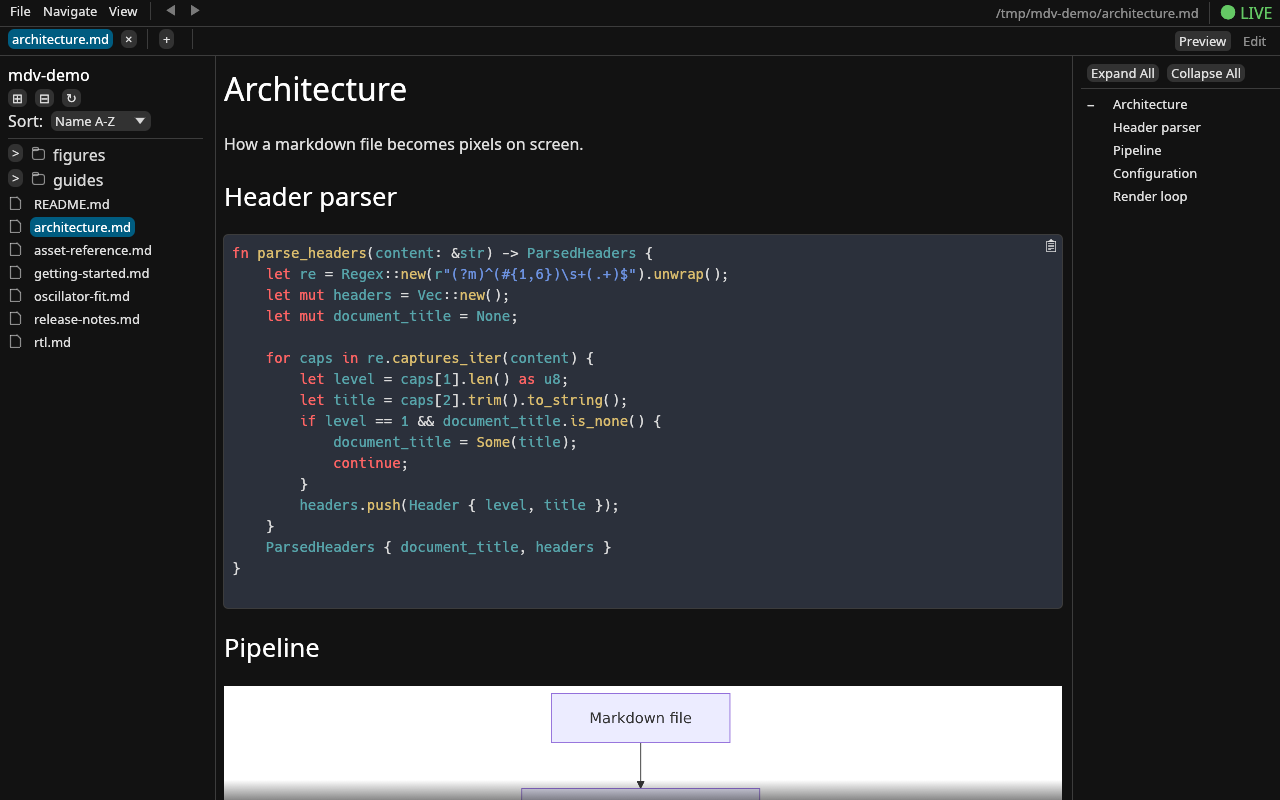 File Navigate View /tmp/mdv-demo/architecture.md LIVE
architecture.md × + Preview Edit
mdv-demo
Sort: Name A-Z
figures
guides
README.md
architecture.md
asset-reference.md
getting-started.md
oscillator-fit.md
release-notes.md
rtl.md
Architecture
How a markdown file becomes pixels on screen.
Header parser
fn parse_headers(content: &str) -> ParsedHeaders {
    let re = Regex::new(r"(?m)^(#{1,6})\s+(.+)$").unwrap();
    let mut headers = Vec::new();
    let mut document_title = None;
    for caps in re.captures_iter(content) {
        let level = caps[1].len() as u8;
        let title = caps[2].trim().to_string();
        if level == 1 && document_title.is_none() {
            document_title = Some(title);
            continue;
        }
        headers.push(Header { level, title });
    }
    ParsedHeaders { document_title, headers }
}
Pipeline
Markdown file
Expand All Collapse All
Architecture
Header parser
Pipeline
Configuration
Render loop